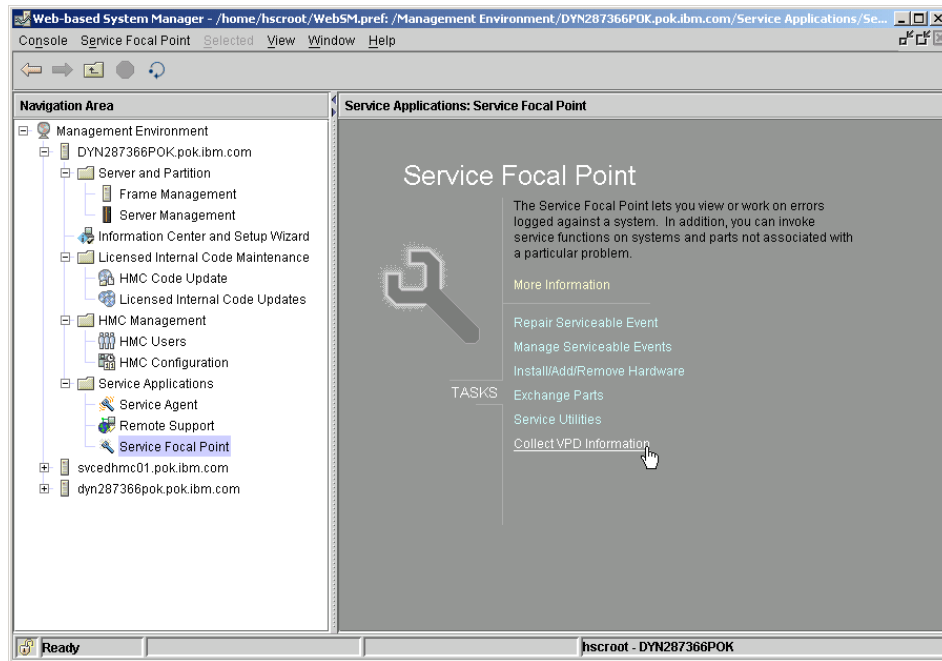 Web-based System Manager - /home/hscroot/WebSM.pref: /Management Environment/DYN287366POK.pok.ibm.com/Service Applications/Se...
Console Service Focal Point Selected View Window Help
Navigation Area
Management Environment
DYN287366POK.pok.ibm.com
Server and Partition
Frame Management
Server Management
Information Center and Setup Wizard
Licensed Internal Code Maintenance
HMC Code Update
Licensed Internal Code Updates
HMC Management
HMC Users
HMC Configuration
Service Applications
Service Agent
Remote Support
Service Focal Point
svcedhmc01.pok.ibm.com
dyn287366pok.pok.ibm.com
Service Applications: Service Focal Point
Service Focal Point
The Service Focal Point lets you view or work on errors
logged against a system. In addition, you can invoke
service functions on systems and parts not associated with
a particular problem.
More Information
TASKS
Repair Serviceable Event
Manage Serviceable Events
Install/Add/Remove Hardware
Exchange Parts
Service Utilities
Collect VPD Information
Ready
hscroot - DYN287366POK